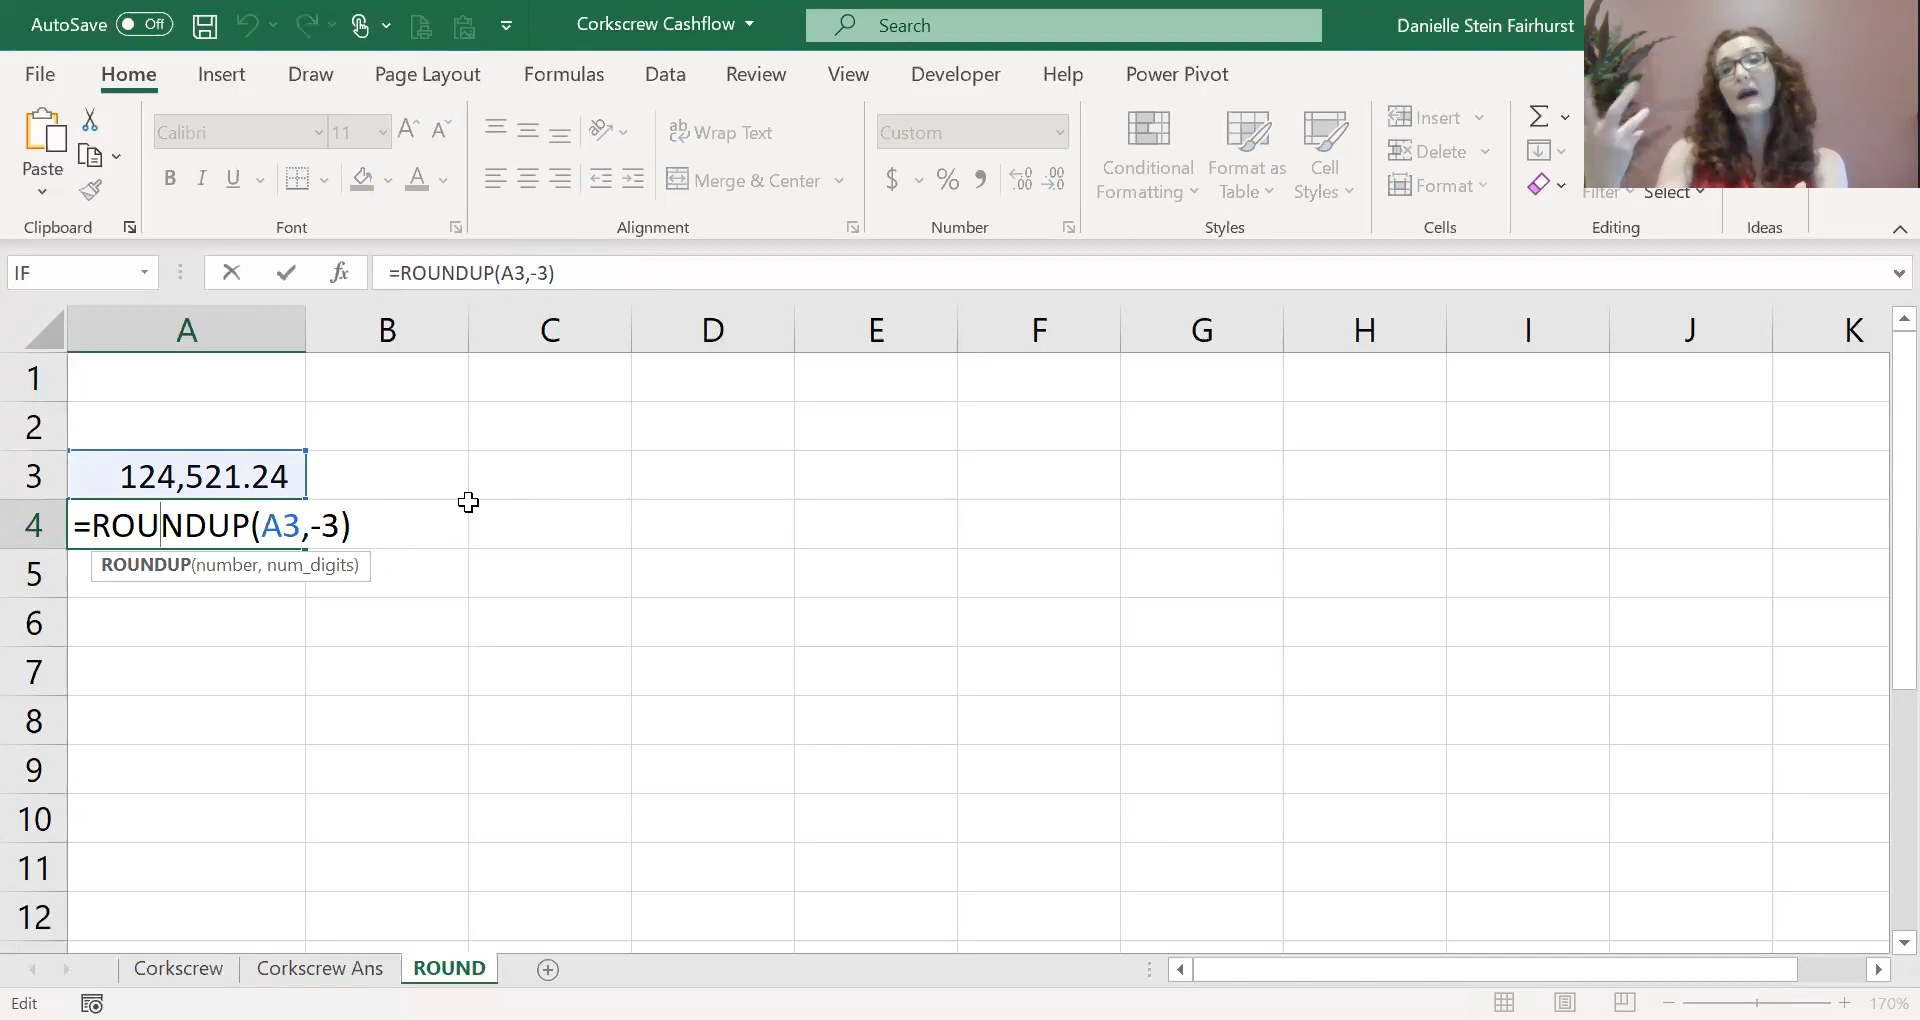 AutoSave Off Corkscrew Cashflow Search Danielle Stein Fairhurst
File Home Insert Draw Page Layout Formulas Data Review View Developer Help Power Pivot
Paste
Calibri 11
B I U
A
ab Wrap Text
Merge & Center
Custom
$ % 9
Conditional Formatting
Format as Table
Cell Styles
Insert
Delete
Format
Σ
Filter Select
Clipboard Font Alignment Number Styles Cells Editing Ideas
IF fx =ROUNDUP(A3,-3)
A B C D E F G H I J K
1
2
3 124,521.24
4 =ROUNDUP(A3,-3)
ROUNDUP(number, num_digits)
5
6
7
8
9
10
11
12
Corkscrew Corkscrew Ans ROUND
Edit 170%